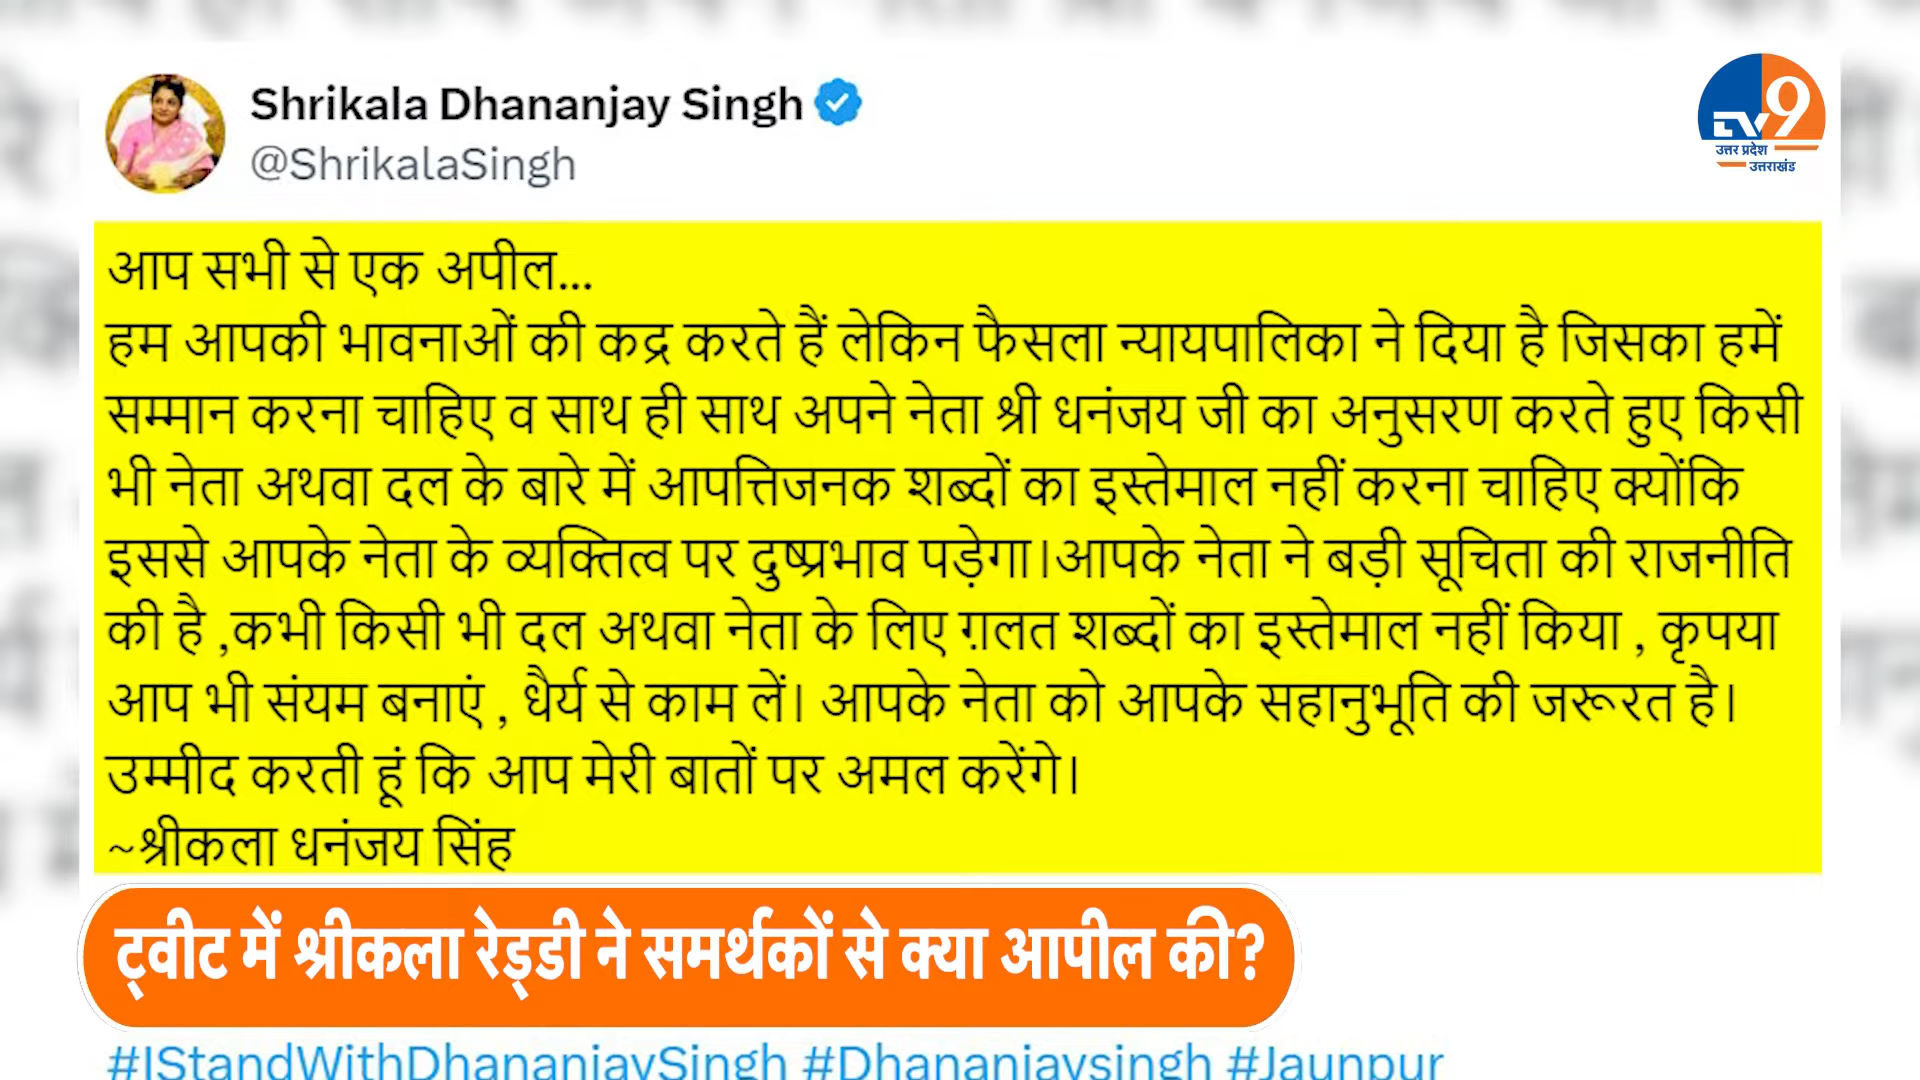 Shrikala Dhananjay Singh
@ShrikalaSingh
TV9
उत्तर प्रदेश
उत्तराखंड
आप सभी से एक अपील...
हम आपकी भावनाओं की कद्र करते हैं लेकिन फैसला न्यायपालिका ने दिया है जिसका हमें
सम्मान करना चाहिए व साथ ही साथ अपने नेता श्री धनंजय जी का अनुसरण करते हुए किसी
भी नेता अथवा दल के बारे में आपत्तिजनक शब्दों का इस्तेमाल नहीं करना चाहिए क्योंकि
इससे आपके नेता के व्यक्तित्व पर दुष्प्रभाव पड़ेगा।आपके नेता ने बड़ी सूचिता की राजनीति
की है ,कभी किसी भी दल अथवा नेता के लिए ग़लत शब्दों का इस्तेमाल नहीं किया , कृपया
आप भी संयम बनाएं , धैर्य से काम लें। आपके नेता को आपके सहानुभूति की जरूरत है।
उम्मीद करती हूं कि आप मेरी बातों पर अमल करेंगे।
~श्रीकला धनंजय सिंह
ट्वीट में श्रीकला रेड्डी ने समर्थकों से क्या आपील की?
#IStandWithDhananjaySingh #Dhananjaysingh #Jaunpur